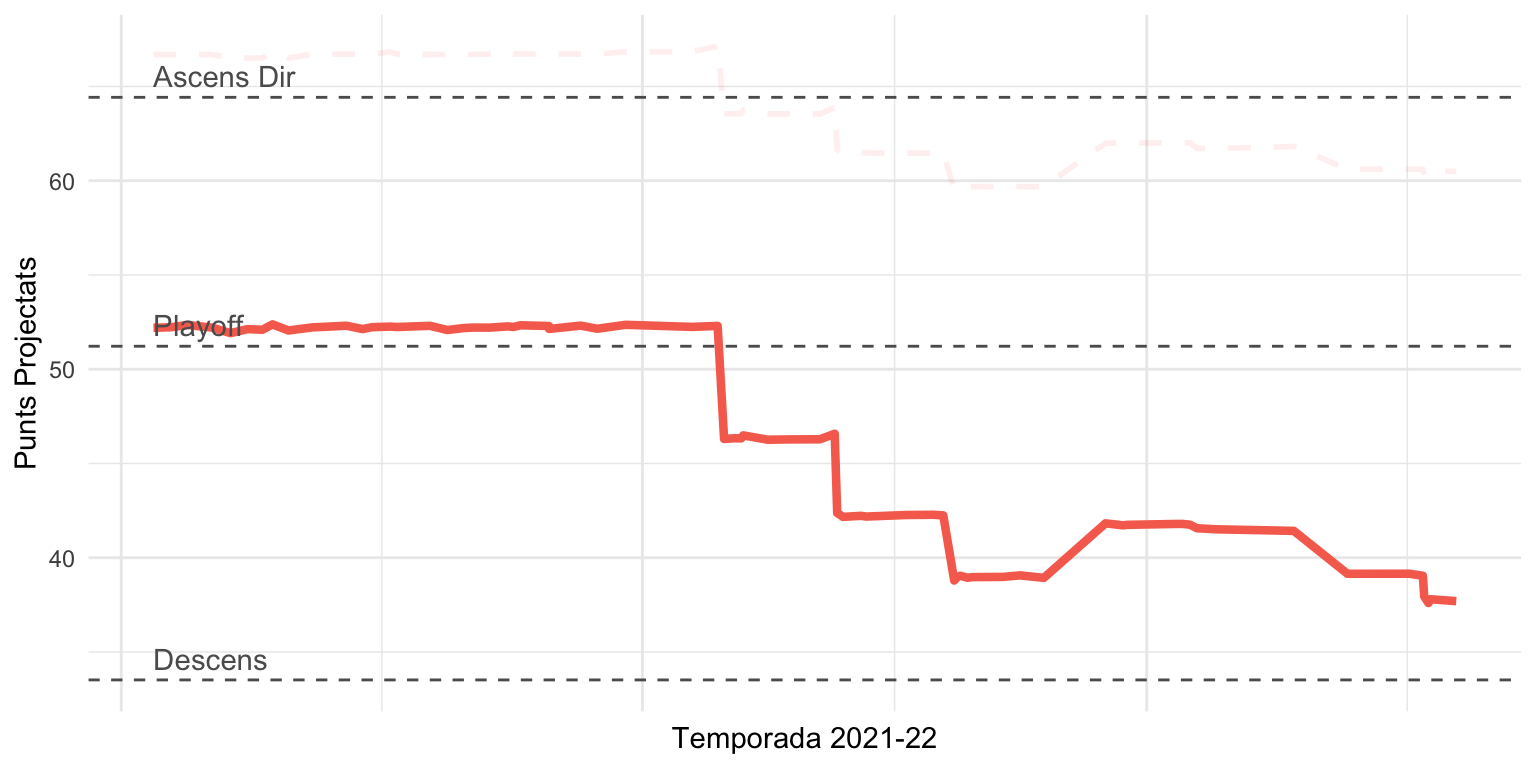 Ascens Dir
60
Playoff
50
Punts Projectats
40
Descens
Temporada 2021-22